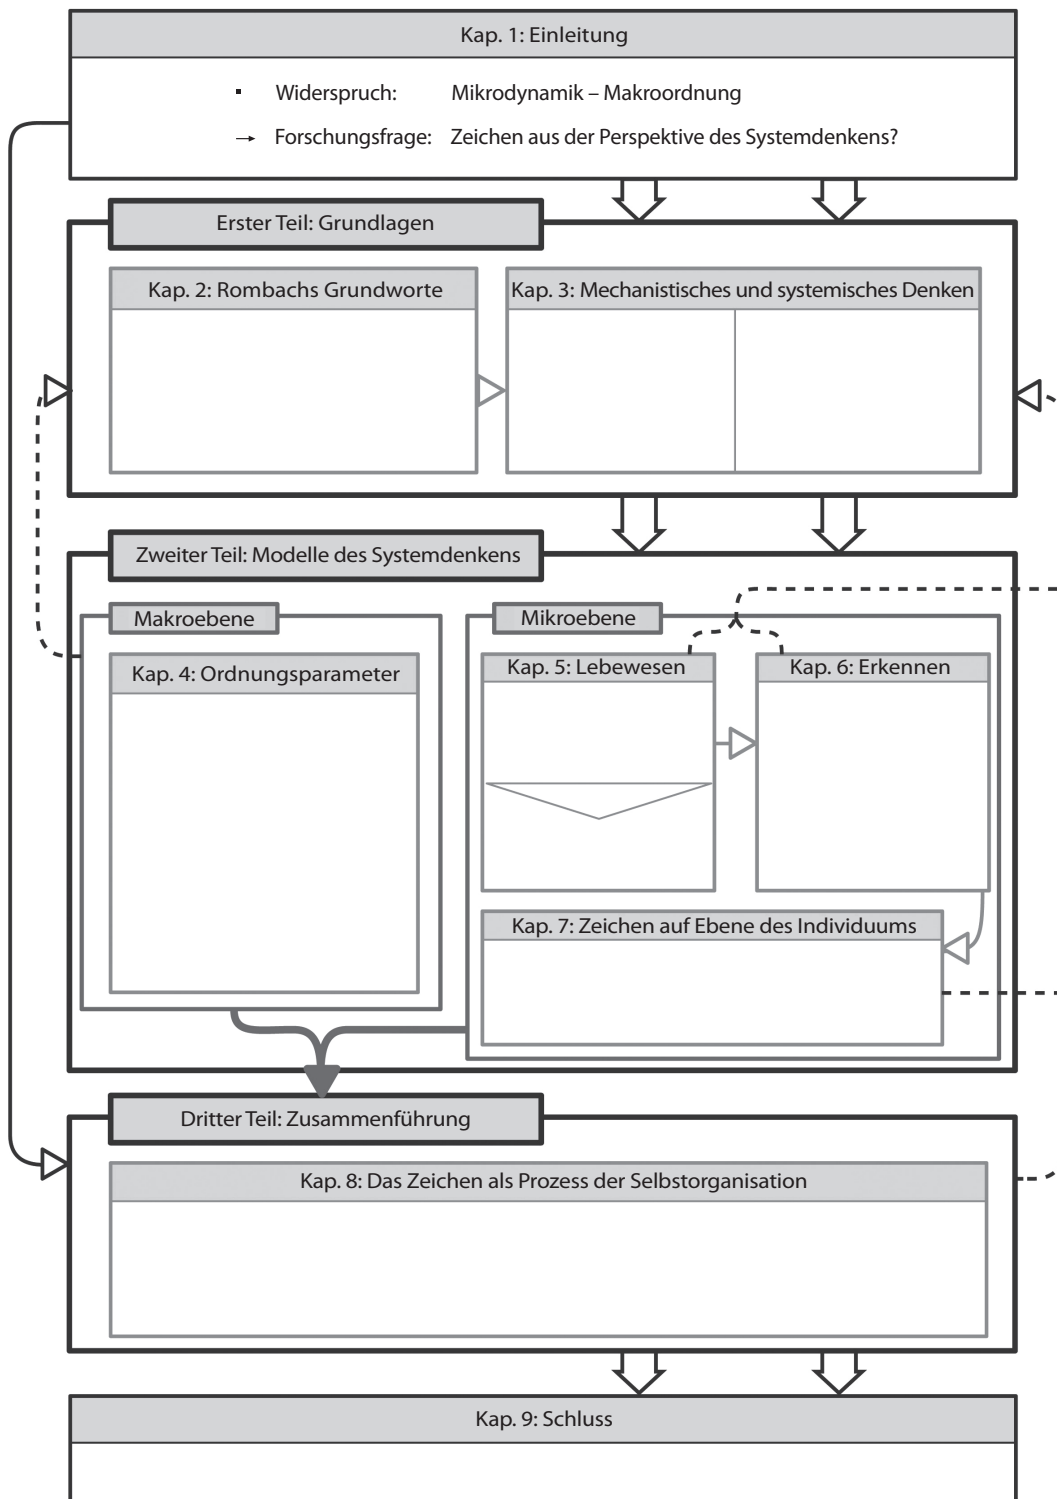 Kap. 1: Einleitung
▪ Widerspruch: Mikrodynamik – Makroordnung
→ Forschungsfrage: Zeichen aus der Perspektive des Systemdenkens?
Erster Teil: Grundlagen
Kap. 2: Rombachs Grundworte
Kap. 3: Mechanistisches und systemisches Denken
Zweiter Teil: Modelle des Systemdenkens
Makroebene
Mikroebene
Kap. 4: Ordnungsparameter
Kap. 5: Lebewesen
Kap. 6: Erkennen
Kap. 7: Zeichen auf Ebene des Individuums
Dritter Teil: Zusammenführung
Kap. 8: Das Zeichen als Prozess der Selbstorganisation
Kap. 9: Schluss